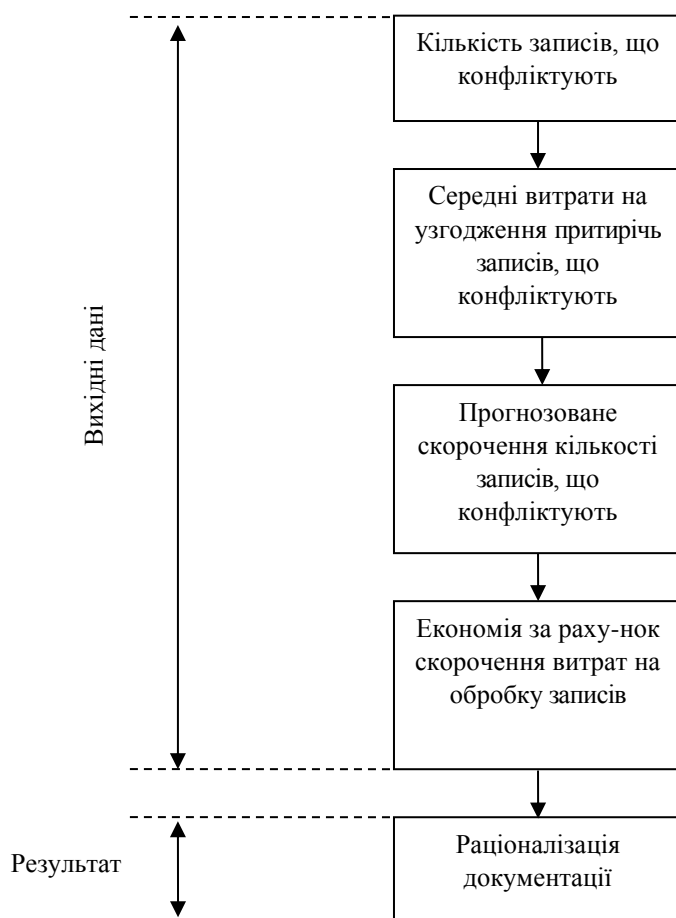 Кількість записів, що
конфліктують
Середні витрати на
узгодження притирічь
записів, що
конфліктують
Вихідні дані
Прогнозоване
скорочення кількості
записів, що
конфліктують
Економія за раху-нок
скорочення витрат на
обробку записів
Результат
Раціоналізація
документації